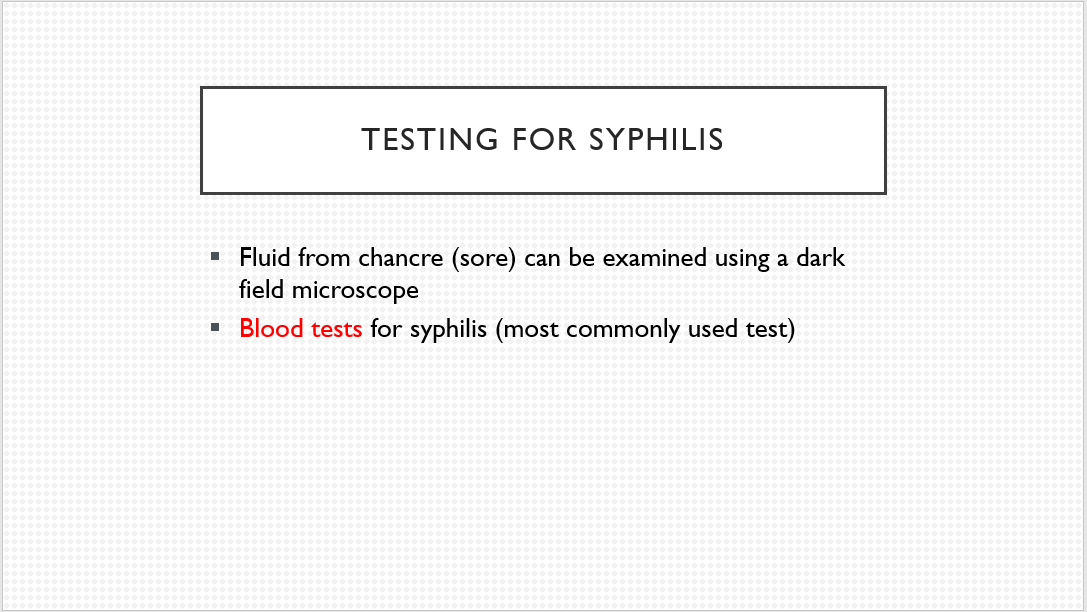 TESTING FOR SYPHILIS
▪ Fluid from chancre (sore) can be examined using a dark
field microscope
▪ Blood tests for syphilis (most commonly used test)